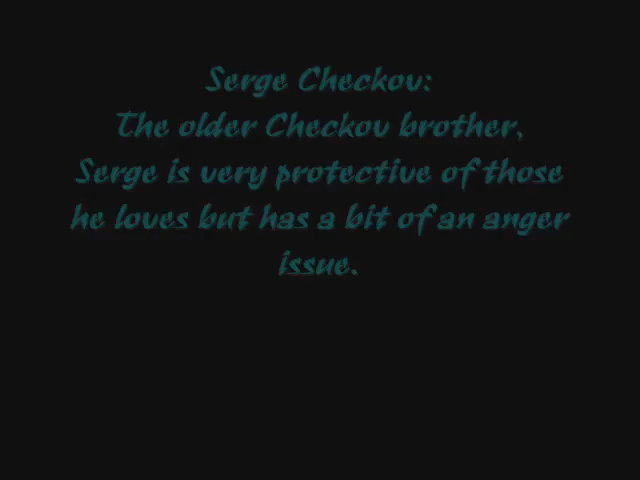 Serge Checkov:
The older Checkov brother,
Serge is very protective of those
he loves but has a bit of an anger
issue.